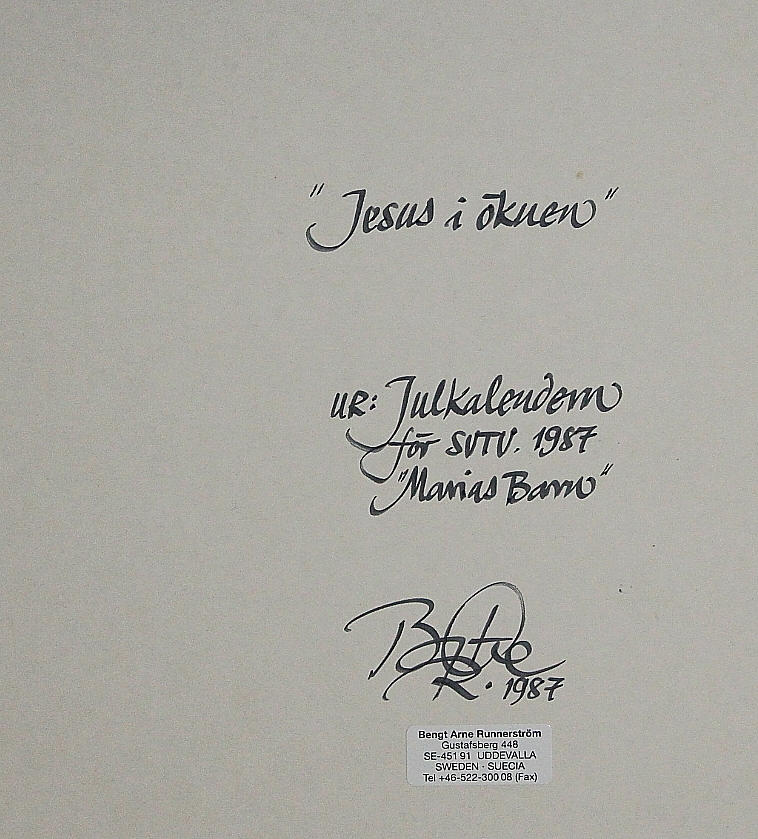 "Jesus i öknen"
UR: Julkalendern
för SVTV. 1987
"Marias Barn"
R. 1987
Bengt Arne Runnerström
Gustafsberg 448
SE-451 91 UDDEVALLA
SWEDEN - SUECIA
Tel +46-522-300 08 (Fax)